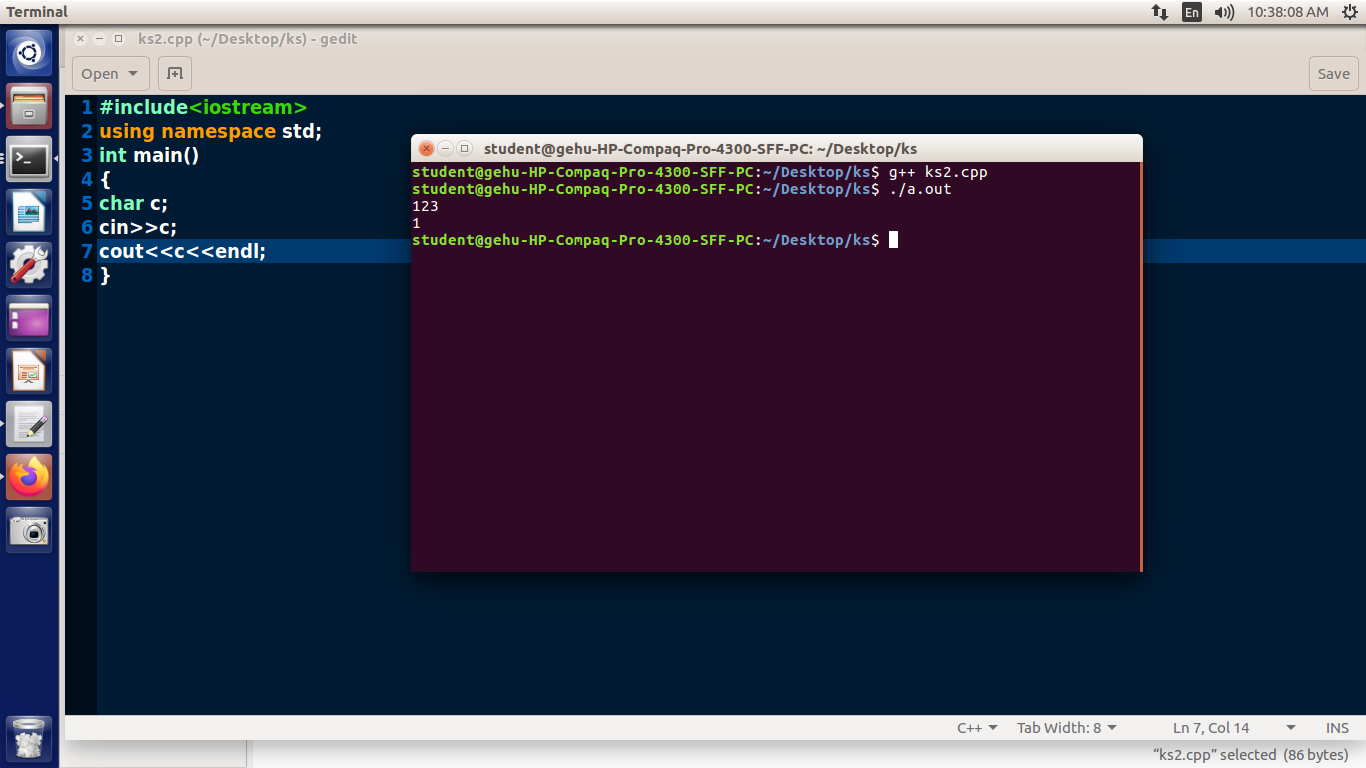 Terminal
En
10:38:08 AM
ks2.cpp (~/Desktop/ks) - gedit
Open
Save
1 #include<iostream>
2 using namespace std;
3 int main()
4 {
5 char c;
6 cin>>c;
7 cout<<c<<endl;
8 }
student@gehu-HP-Compaq-Pro-4300-SFF-PC: ~/Desktop/ks
student@gehu-HP-Compaq-Pro-4300-SFF-PC:~/Desktop/ks$ g++ ks2.cpp
student@gehu-HP-Compaq-Pro-4300-SFF-PC:~/Desktop/ks$ ./a.out
123
1
student@gehu-HP-Compaq-Pro-4300-SFF-PC:~/Desktop/ks$
C++ Tab Width: 8 Ln 7, Col 14 INS
“ks2.cpp” selected (86 bytes)